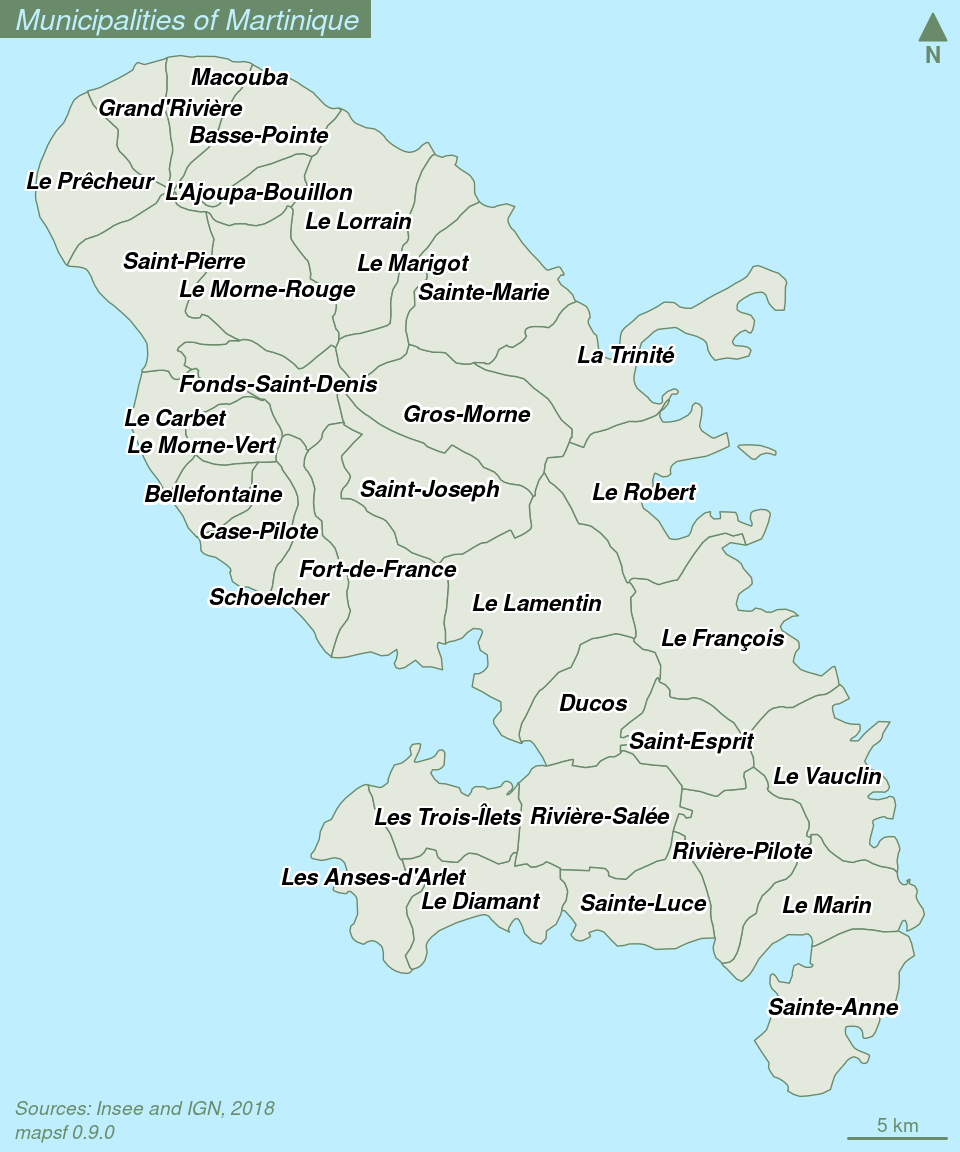 Municipalities of Martinique
N
Macouba
Grand'Rivière
Basse-Pointe
Le Prêcheur
L'Ajoupa-Bouillon
Le Lorrain
Saint-Pierre
Le Marigot
Le Morne-Rouge
Sainte-Marie
La Trinité
Fonds-Saint-Denis
Gros-Morne
Le Carbet
Le Morne-Vert
Saint-Joseph
Le Robert
Bellefontaine
Case-Pilote
Fort-de-France
Schoelcher
Le Lamentin
Le François
Ducos
Saint-Esprit
Le Vauclin
Les Trois-Îlets
Rivière-Salée
Rivière-Pilote
Les Anses-d'Arlet
Le Diamant
Sainte-Luce
Le Marin
Sainte-Anne
Sources: Insee and IGN, 2018
mapsf 0.9.0
5 km